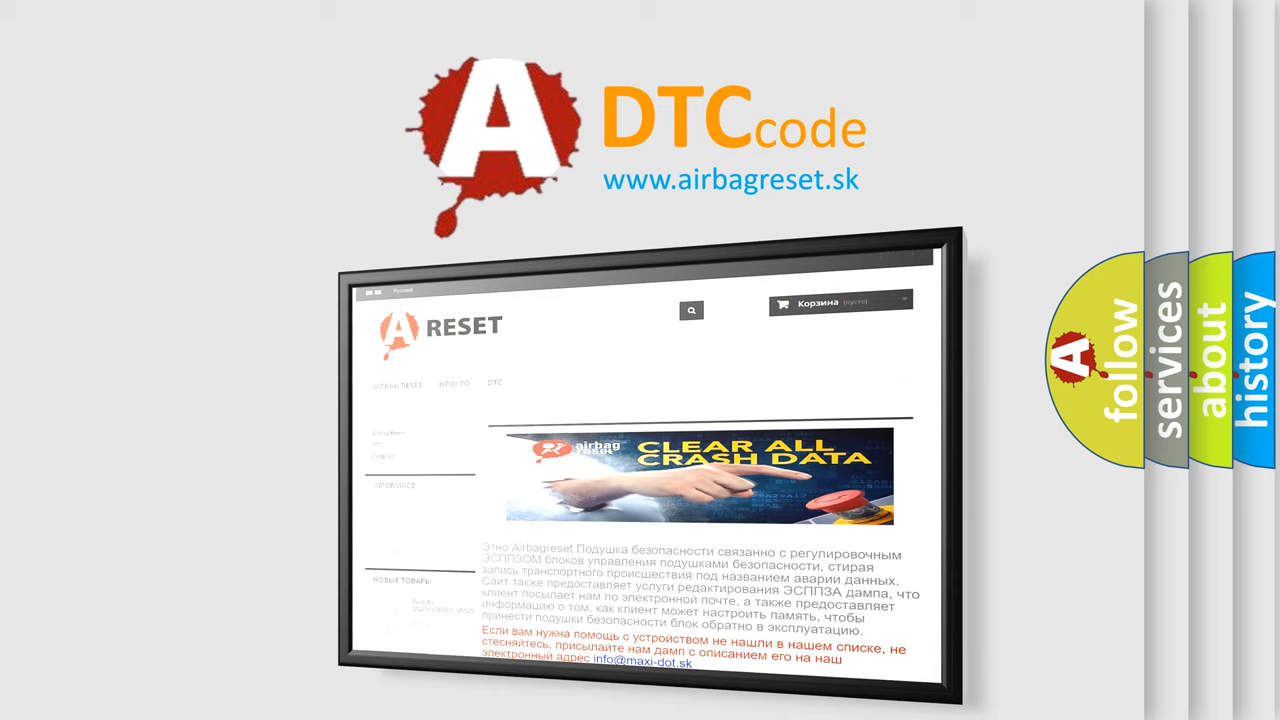 A
DTCcode
www.airbagreset.sk
Русский
Корзина (пусто)
A RESET
AIRBAG RESET HOW TO DTC
airbag
reset
CLEAR ALL
CRASH DATA
INFORMACE
Этно Airbagreset Подушка безопасности связанно с регулировочным
ЭСППЗОМ блоков управления подушками безопасности, стирая
запись транспортного происшествия под названием аварии данных.
Сайт также предоставляет услуги редактирования ЭСППЗА дампа, что
клиент посылает нам по электронной почте, а также предоставляет
информацию о том, как клиент может настроить память, чтобы
принести подушки безопасности блок обратно в эксплуатацию.
НОВЫЕ ТОВАРЫ
Если вам нужна помощь с устройством не нашли в нашем списке, не
стесняйтесь, присылайте нам дамп с описанием его на наш
электронный адрес info@maxi-dot.sk
A
follow
services
about
history